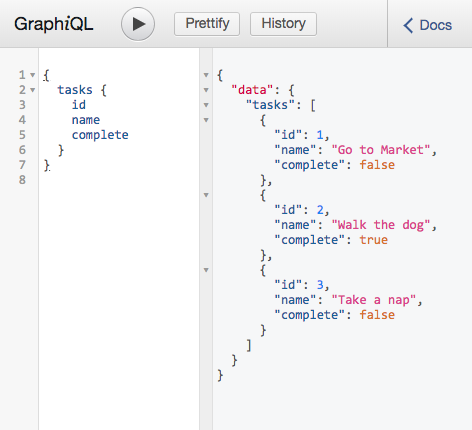 GraphiQL Prettify History Docs
1 {
2 tasks {
3 id
4 name
5 complete
6 }
7 }
8
{
"data": {
"tasks": [
{
"id": 1,
"name": "Go to Market",
"complete": false
},
{
"id": 2,
"name": "Walk the dog",
"complete": true
},
{
"id": 3,
"name": "Take a nap",
"complete": false
}
]
}
}